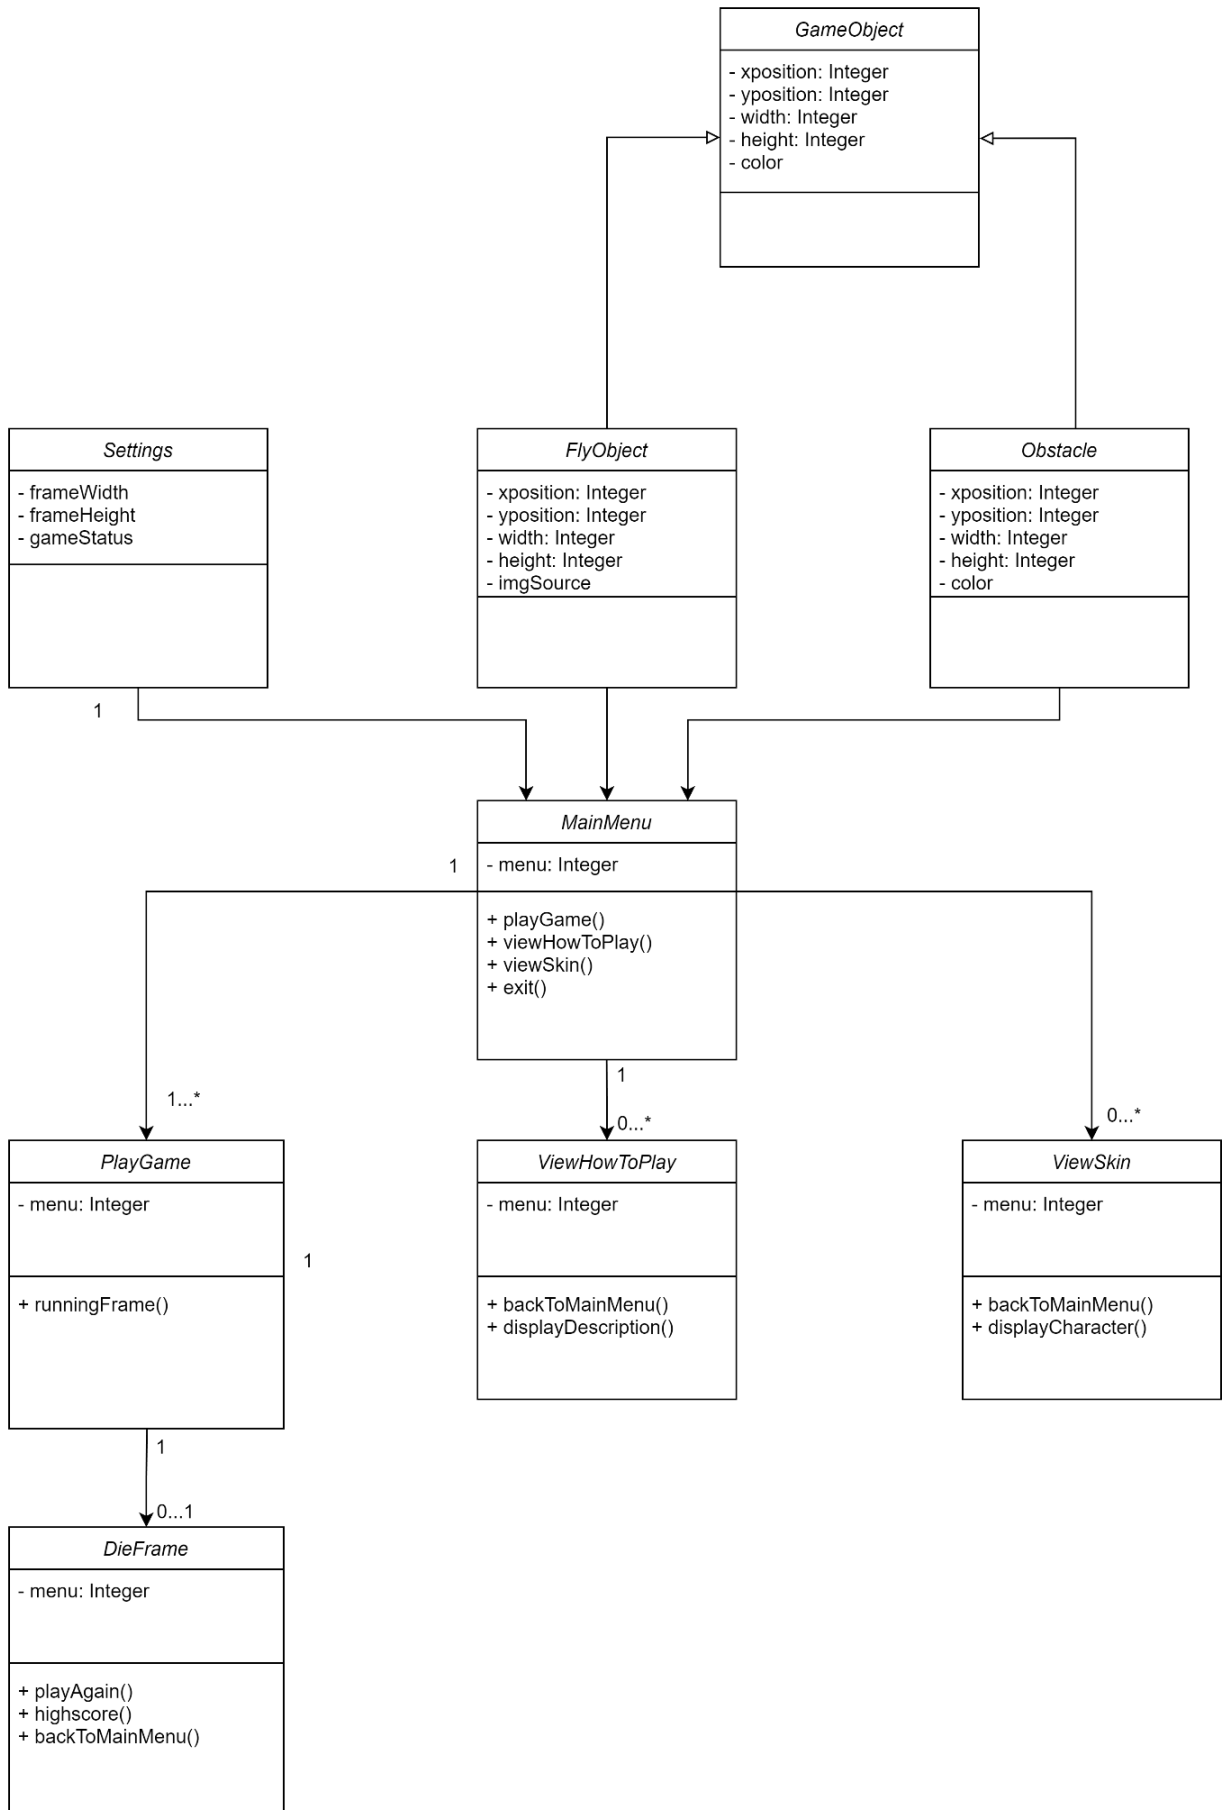 GameObject
- xposition: Integer
- yposition: Integer
- width: Integer
- height: Integer
- color
Settings
- frameWidth
- frameHeight
- gameStatus
FlyObject
- xposition: Integer
- yposition: Integer
- width: Integer
- height: Integer
- imgSource
Obstacle
- xposition: Integer
- yposition: Integer
- width: Integer
- height: Integer
- color
1
MainMenu
1
- menu: Integer
+ playGame()
+ viewHowToPlay()
+ viewSkin()
+ exit()
1...*
1
0...*
0...*
PlayGame
- menu: Integer
+ runningFrame()
1
ViewHowToPlay
- menu: Integer
+ backToMainMenu()
+ displayDescription()
ViewSkin
- menu: Integer
+ backToMainMenu()
+ displayCharacter()
1
0...1
DieFrame
- menu: Integer
+ playAgain()
+ highscore()
+ backToMainMenu()